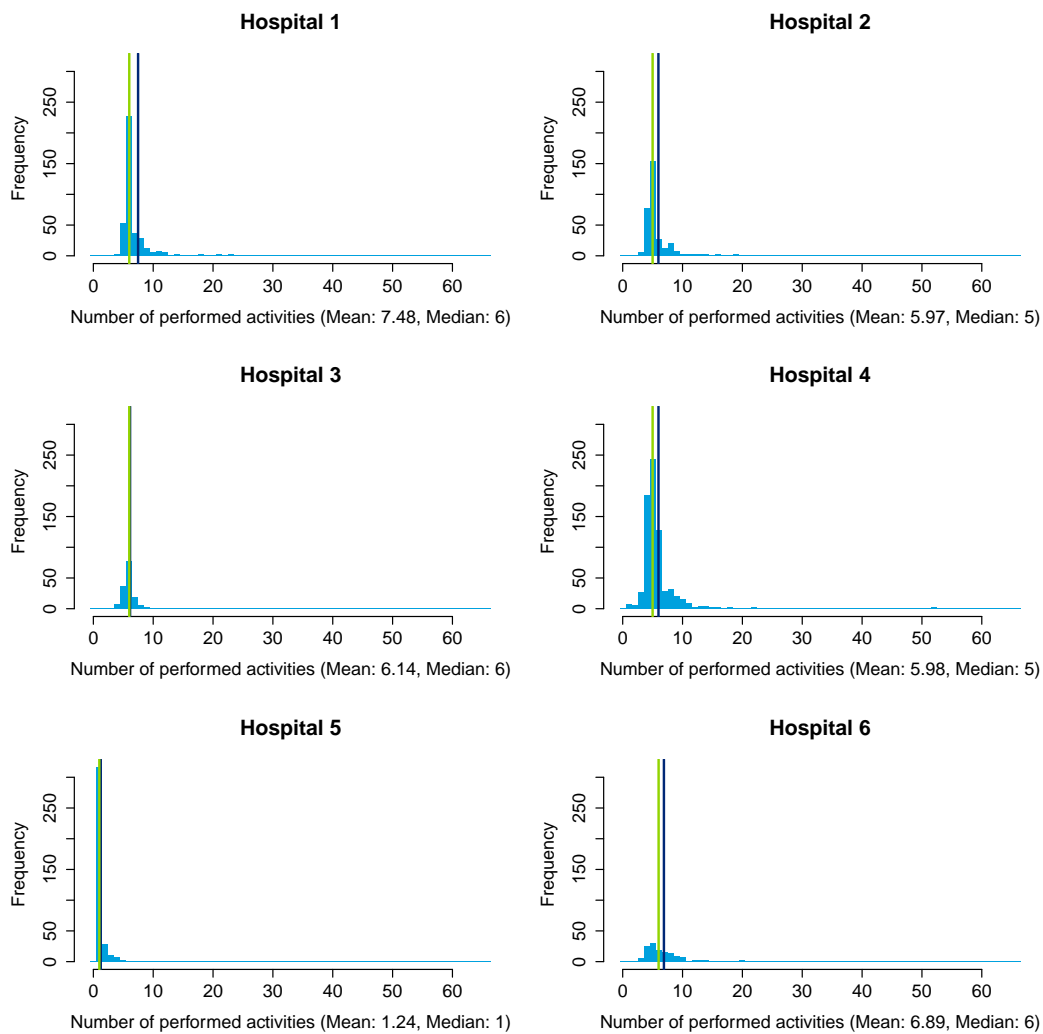 Hospital 1
Frequency
0 50 150 250
0 10 20 30 40 50 60
Number of performed activities (Mean: 7.48, Median: 6)
Hospital 2
Frequency
0 50 150 250
0 10 20 30 40 50 60
Number of performed activities (Mean: 5.97, Median: 5)
Hospital 3
Frequency
0 50 150 250
0 10 20 30 40 50 60
Number of performed activities (Mean: 6.14, Median: 6)
Hospital 4
Frequency
0 50 150 250
0 10 20 30 40 50 60
Number of performed activities (Mean: 5.98, Median: 5)
Hospital 5
Frequency
0 50 150 250
0 10 20 30 40 50 60
Number of performed activities (Mean: 1.24, Median: 1)
Hospital 6
Frequency
0 50 150 250
0 10 20 30 40 50 60
Number of performed activities (Mean: 6.89, Median: 6)